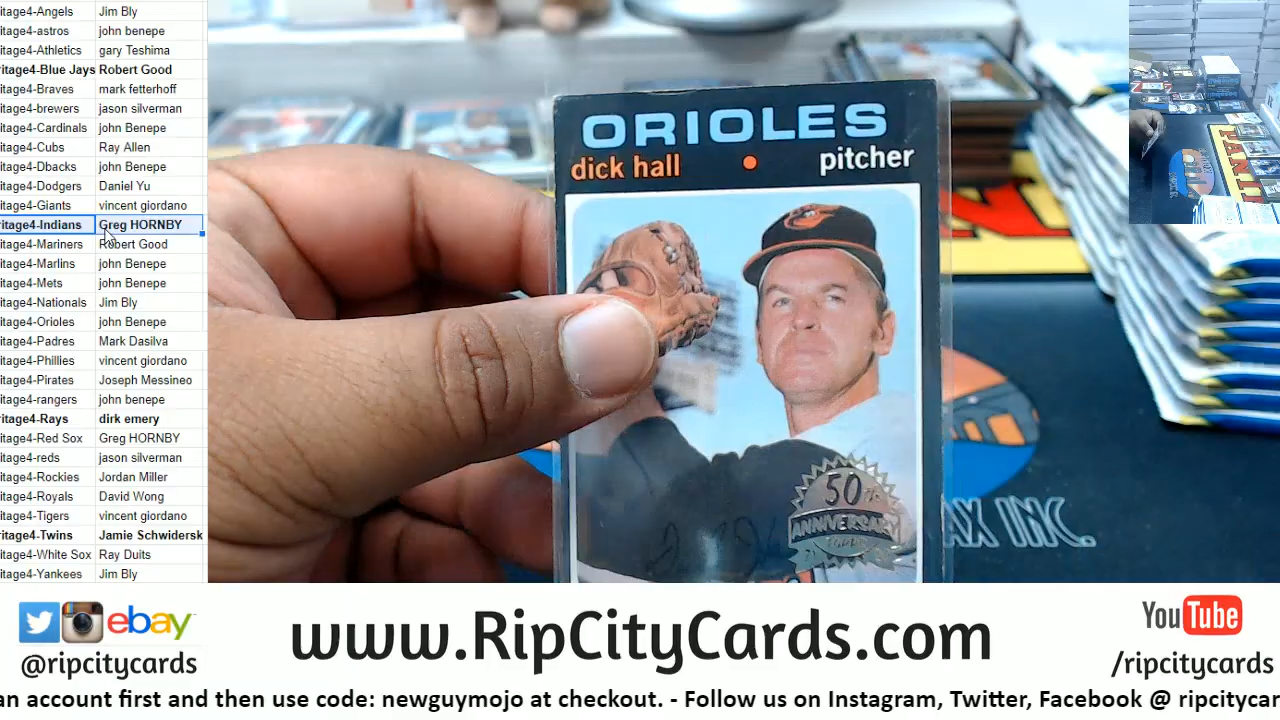 itage4-Angels Jim Bly
itage4-astros john benepe
itage4-Athletics gary Teshima
itage4-Blue Jays Robert Good
itage4-Braves mark fetterhoff
itage4-brewers jason silverman
itage4-Cardinals john Benepe
itage4-Cubs Ray Allen
itage4-Dbacks john Benepe
itage4-Dodgers Daniel Yu
itage4-Giants vincent giordano
itage4-Indians Greg HORNBY
itage4-Mariners Robert Good
itage4-Marlins john Benepe
itage4-Mets john Benepe
itage4-Nationals Jim Bly
itage4-Orioles john Benepe
itage4-Padres Mark Dasilva
itage4-Phillies vincent giordano
itage4-Pirates Joseph Messineo
itage4-rangers john benepe
itage4-Rays dirk emery
itage4-Red Sox Greg HORNBY
itage4-reds jason silverman
itage4-Rockies Jordan Miller
itage4-Royals David Wong
itage4-Tigers vincent giordano
itage4-Twins Jamie Schwidersk
itage4-White Sox Ray Duits
itage4-Yankees Jim Bly
ORIOLES
dick hall • pitcher
50th
ANNIVERSARY
AX INC.
ebay
@ripcitycards
www.RipCityCards.com
YouTube
/ripcitycards
an account first and then use code: newguymojo at checkout. - Follow us on Instagram, Twitter, Facebook @ ripcitycar